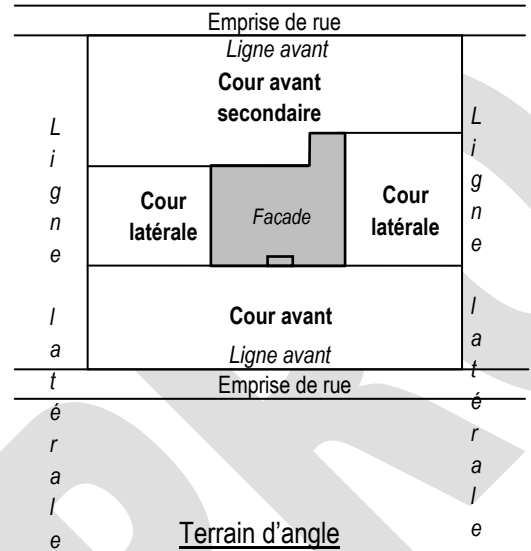 Emprise de rue
Ligne avant
Cour avant
secondaire
Ligne latérale
Ligne latérale
Cour
latérale
Facade
Cour
latérale
Cour avant
Ligne avant
Emprise de rue
Terrain d'angle